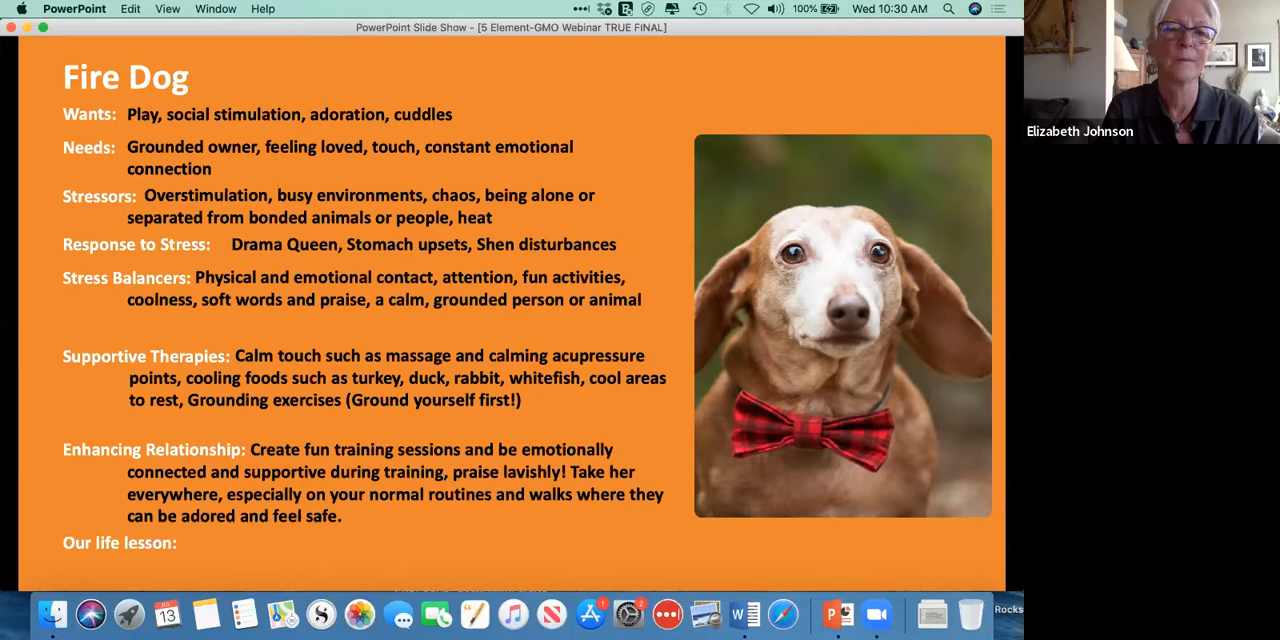 PowerPoint Edit View Window Help 100% Wed 10:30 AM
PowerPoint Slide Show - [5 Element-GMO Webinar TRUE FINAL]
Fire Dog
Wants: Play, social stimulation, adoration, cuddles
Needs: Grounded owner, feeling loved, touch, constant emotional
connection
Stressors: Overstimulation, busy environments, chaos, being alone or
separated from bonded animals or people, heat
Response to Stress: Drama Queen, Stomach upsets, Shen disturbances
Stress Balancers: Physical and emotional contact, attention, fun activities,
coolness, soft words and praise, a calm, grounded person or animal
Supportive Therapies: Calm touch such as massage and calming acupressure
points, cooling foods such as turkey, duck, rabbit, whitefish, cool areas
to rest, Grounding exercises (Ground yourself first!)
Enhancing Relationship: Create fun training sessions and be emotionally
connected and supportive during training, praise lavishly! Take her
everywhere, especially on your normal routines and walks where they
can be adored and feel safe.
Our life lesson:
Elizabeth Johnson
JUL
13
1
2
W
P
Rocks